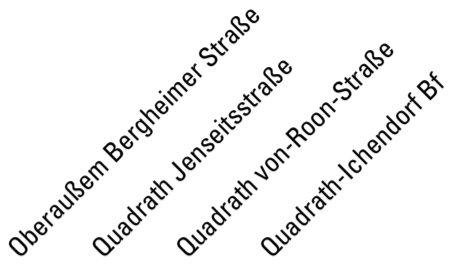 Oberaußem Bergheimer Straße
Quadrath Jenseitsstraße
Quadrath von-Roon-Straße
Quadrath-Ichendorf Bf